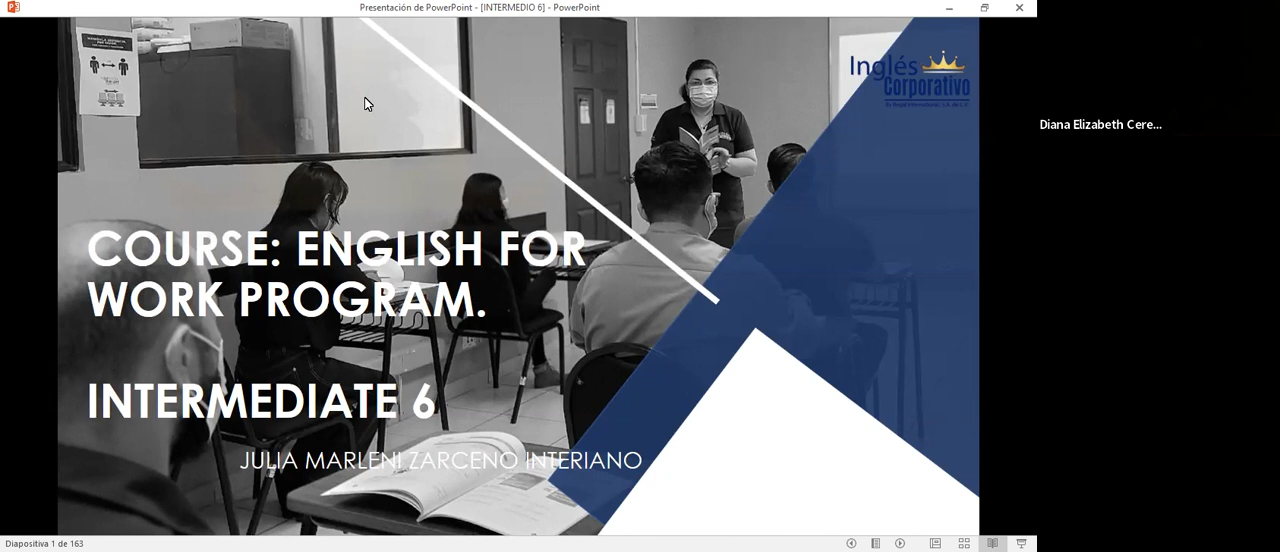 Presentación de PowerPoint - [INTERMEDIO 6] - PowerPoint
Inglés
Corporativo
Diana Elizabeth Cere...
COURSE: ENGLISH FOR
WORK PROGRAM.
INTERMEDIATE 6
JULIA MARLENI ZARCENO INTERIANO
Diapositiva 1 de 163